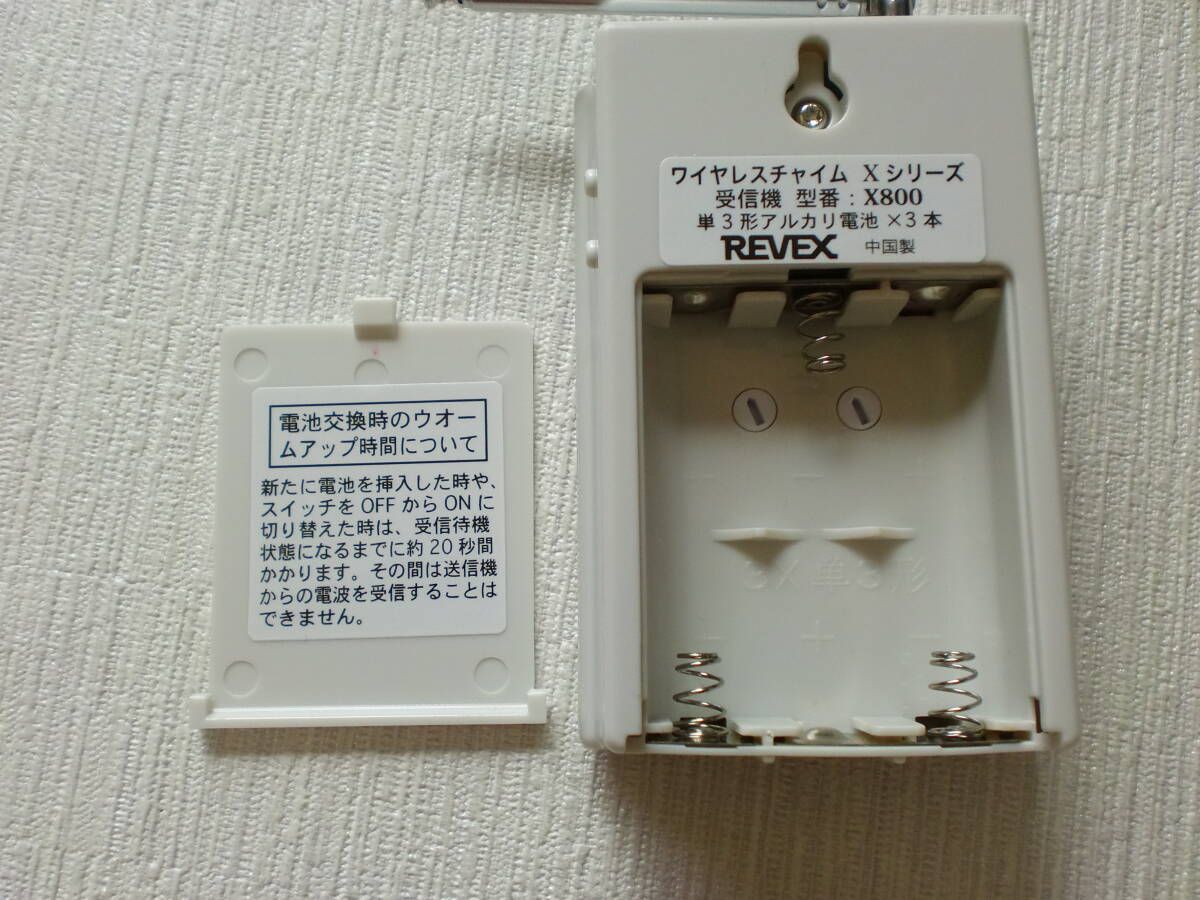 ワイヤレスチャイム Xシリーズ
受信機 型番：X800
単3形アルカリ電池×3本
REVEX 中国製
電池交換時のウオー
ムアップ時間について
新たに電池を挿入した時や、
スイッチをOFFからONに
切り替えた時は、受信待機
状態になるまでに約20秒間
かかります。その間は送信機
からの電波を受信することは
できません。
3X 単3形
+